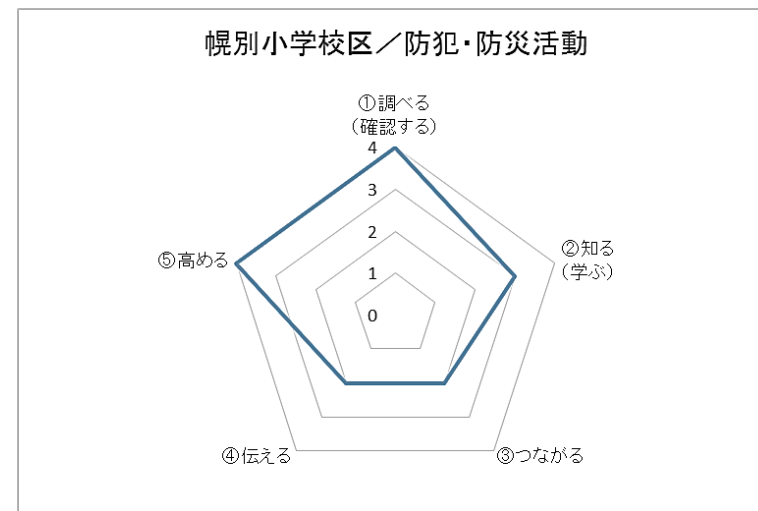 幌別小学校区／防犯・防災活動
①調べる
（確認する）
4
3
2
1
0
②知る
（学ぶ）
③つながる
④伝える
⑤高める